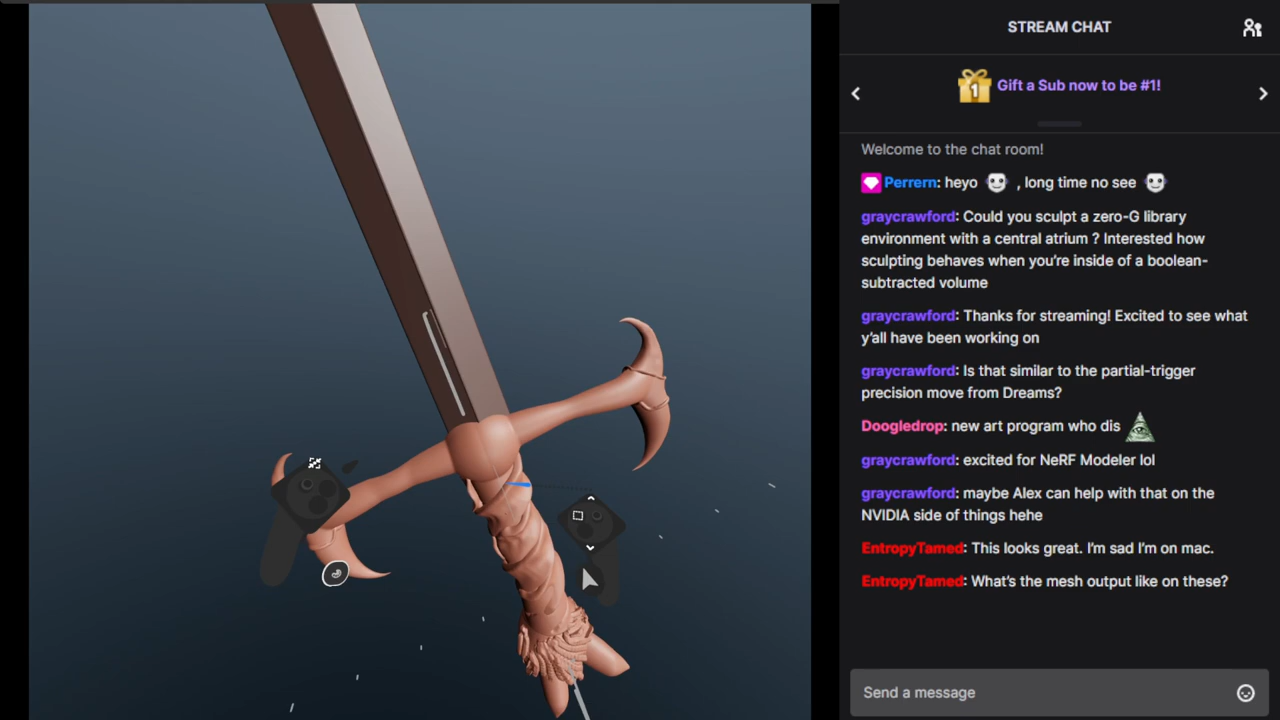 STREAM CHAT
1
Gift a Sub now to be #1!
Welcome to the chat room!
Perrern: heyo , long time no see
graycrawford: Could you sculpt a zero-G library
environment with a central atrium ? Interested how
sculpting behaves when you're inside of a boolean-
subtracted volume
graycrawford: Thanks for streaming! Excited to see what
y'all have been working on
graycrawford: Is that similar to the partial-trigger
precision move from Dreams?
Doogledrop: new art program who dis
graycrawford: excited for NeRF Modeler lol
graycrawford: maybe Alex can help with that on the
NVIDIA side of things hehe
EntropyTamed: This looks great. I'm sad I'm on mac.
EntropyTamed: What's the mesh output like on these?
Send a message